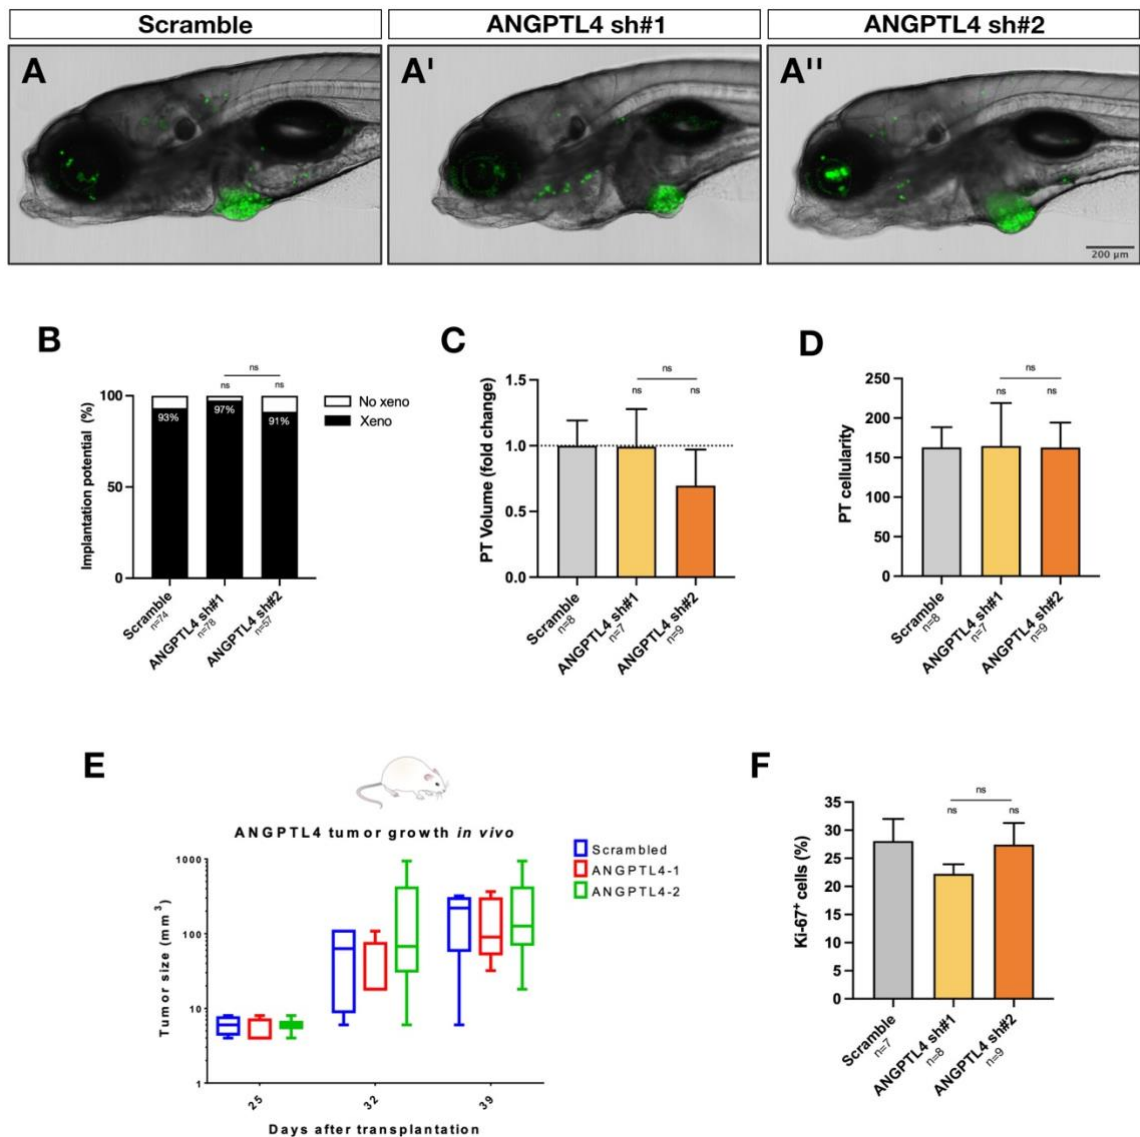 Scramble
ANGPTL4 sh#1
ANGPTL4 sh#2
A
A'
A''
200 µm
B
ns
ns
ns
Implantation potential (%)
100
50
0
93%
97%
91%
No xeno
Xeno
Scramble
n=74
ANGPTL4 sh#1
n=78
ANGPTL4 sh#2
n=57
C
ns
ns
ns
PT Volume (fold change)
1.5
1.0
0.5
0.0
Scramble
n=8
ANGPTL4 sh#1
n=7
ANGPTL4 sh#2
n=9
D
ns
ns
ns
PT cellularity
250
200
150
100
50
0
Scramble
n=8
ANGPTL4 sh#1
n=7
ANGPTL4 sh#2
n=9
E
ANGPTL4 tumor growth in vivo
Scrambled
ANGPTL4-1
ANGPTL4-2
Tumor size (mm³)
1000
100
10
1
25
32
39
Days after transplantation
F
ns
ns
ns
Ki-67⁺ cells (%)
35
30
25
20
15
10
5
0
Scramble
n=7
ANGPTL4 sh#1
n=8
ANGPTL4 sh#2
n=9